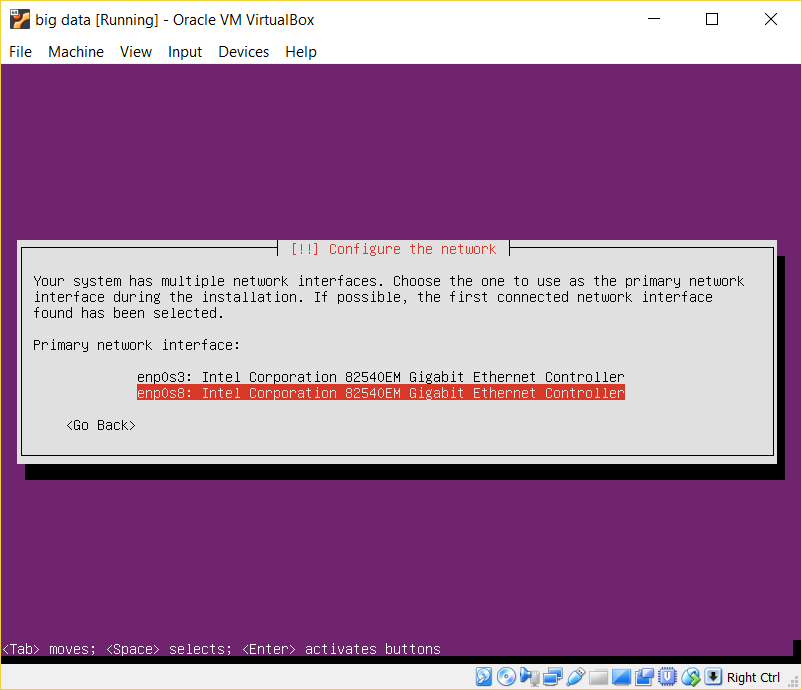 big data [Running] - Oracle VM VirtualBox
File Machine View Input Devices Help
[!!] Configure the network
Your system has multiple network interfaces. Choose the one to use as the primary network
interface during the installation. If possible, the first connected network interface
found has been selected.
Primary network interface:
enp0s3: Intel Corporation 82540EM Gigabit Ethernet Controller
enp0s8: Intel Corporation 82540EM Gigabit Ethernet Controller
<Go Back>
<Tab> moves; <Space> selects; <Enter> activates buttons
Right Ctrl